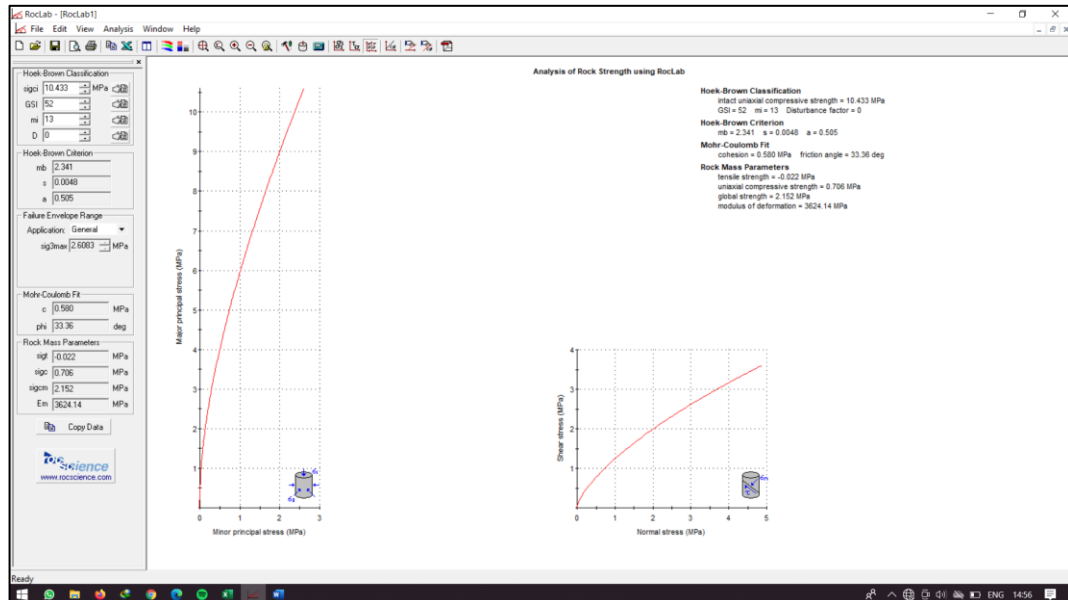 RocLab - [RocLab1]
File Edit View Analysis Window Help
Hoek-Brown Classification
sigci 10.433 MPa
GSI 52
mi 13
D 0
Hoek-Brown Criterion
mb 2.341
s 0.0048
a 0.505
Failure Envelope Range
Application: General
sig3max 2.6083 MPa
Mohr-Coulomb Fit
c 0.580 MPa
phi 33.36 deg
Rock Mass Parameters
sigt -0.022 MPa
sigc 0.706 MPa
sigcm 2.152 MPa
Em 3624.14 MPa
Copy Data
rocscience
www.rocscience.com
Analysis of Rock Strength using RocLab
Hoek-Brown Classification
intact uniaxial compressive strength = 10.433 MPa
GSI = 52 mi = 13 Disturbance factor = 0
Hoek-Brown Criterion
mb = 2.341 s = 0.0048 a = 0.505
Mohr-Coulomb Fit
cohesion = 0.580 MPa friction angle = 33.36 deg
Rock Mass Parameters
tensile strength = -0.022 MPa
uniaxial compressive strength = 0.706 MPa
global strength = 2.152 MPa
modulus of deformation = 3624.14 MPa
Major principal stress (MPa)
10
9
8
7
6
5
4
3
2
1
0 1 2 3
Minor principal stress (MPa)
Shear stress (MPa)
4
3
2
1
0 1 2 3 4 5
Normal stress (MPa)
Ready
ENG 14:56